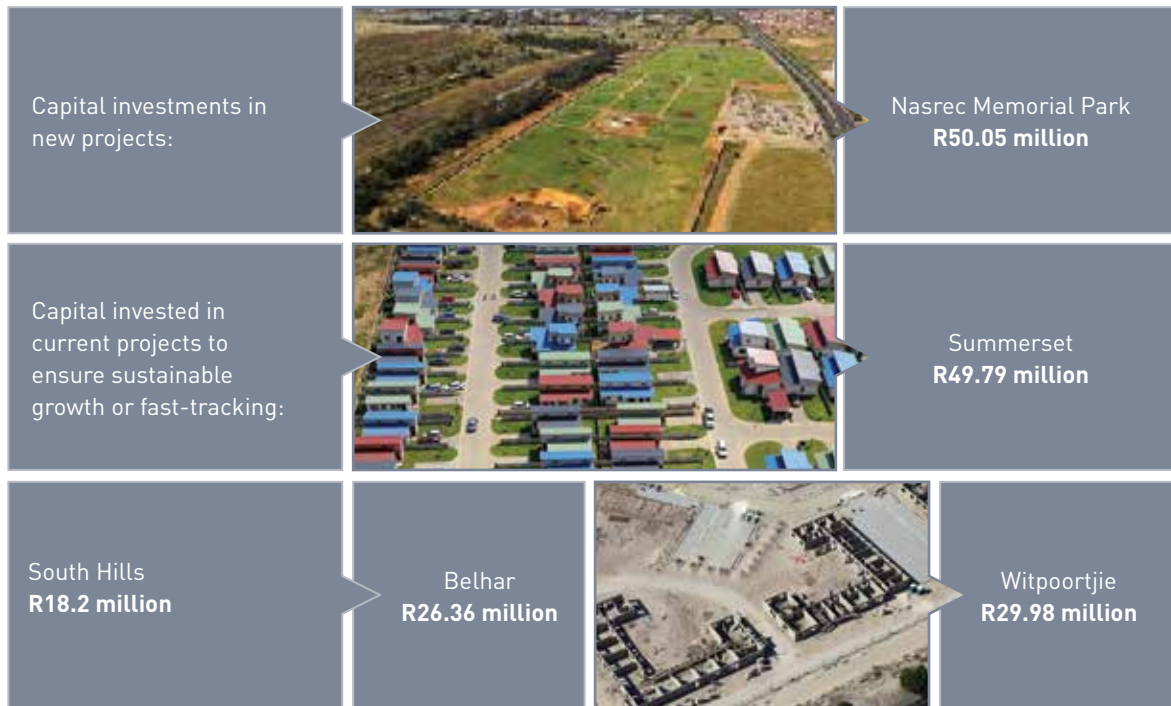 Capital investments in
new projects:
Nasrec Memorial Park
R50.05 million
Capital invested in
current projects to
ensure sustainable
growth or fast-tracking:
Summerset
R49.79 million
South Hills
R18.2 million
Belhar
R26.36 million
Witpoortjie
R29.98 million